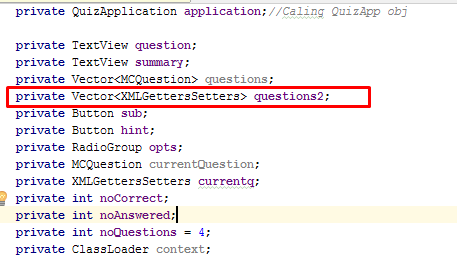 private QuizApplication application;//Caling QuizApp obj
private TextView question;
private TextView summary;
private Vector<MCQuestion> questions;
private Vector<XMLGettersSetters> questions2;
private Button sub;
private Button hint;
private RadioGroup opts;
private MCQuestion currentQuestion;
private XMLGettersSetters currentq;
private int noCorrect;
private int noAnswered;
private int noQuestions = 4;
private ClassLoader context;